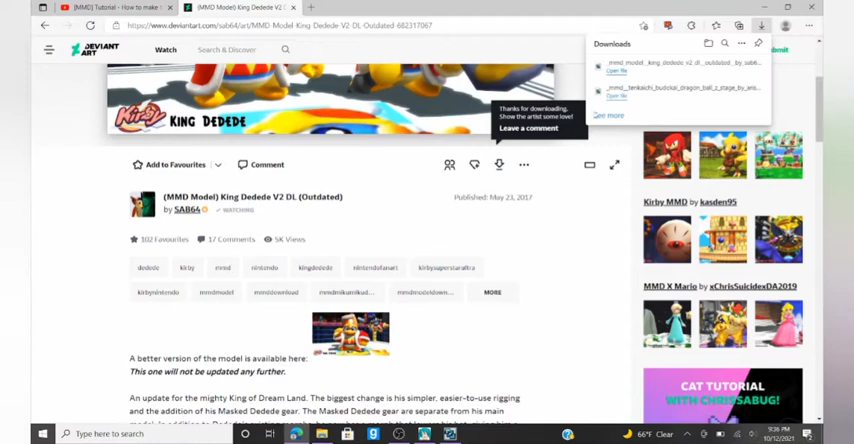 [MMD] Tutorial - How to make
(MMD Model) King Dedede V2 DL
https://www.deviantart.com/sab64/art/MMD-Model-King-Dedede-V2-DL-Outdated-682317067
DEVIANT ART
Watch
Search & Discover
Submit
Downloads
_mmd_model__king_dedede_v2_dl__outdated__by_sab6...
Open file
_mmd__tenkaichi_budokai_dragon_ball_z_stage_by_aris...
Open file
See more
Kirby
KING DEDEDE
Thanks for downloading.
Show the artist some love!
Leave a comment
Add to Favourites
Comment
(MMD Model) King Dedede V2 DL (Outdated)
by SAB64
WATCHING
Published: May 23, 2017
102 Favourites
17 Comments
5K Views
dedede
kirby
mmd
nintendo
kingdedede
nintendofanart
kirbysuperstarultra
kirbynintendo
mmdmodel
mmddownload
mmdmikumikud...
mmdmodeldown...
MORE
A better version of the model is available here:
This one will not be updated any further.
An update for the mighty King of Dream Land. The biggest change is his simpler, easier-to-use rigging
and the addition of his Masked Dedede gear. The Masked Dedede gear are separate from his main
Kirby MMD by kasden95
MMD X Mario by xChrisSuicidexDA2019
CAT TUTORIAL
WITH CHRISSABUG!
Type here to search
66°F Clear
9:36 PM
10/12/2021